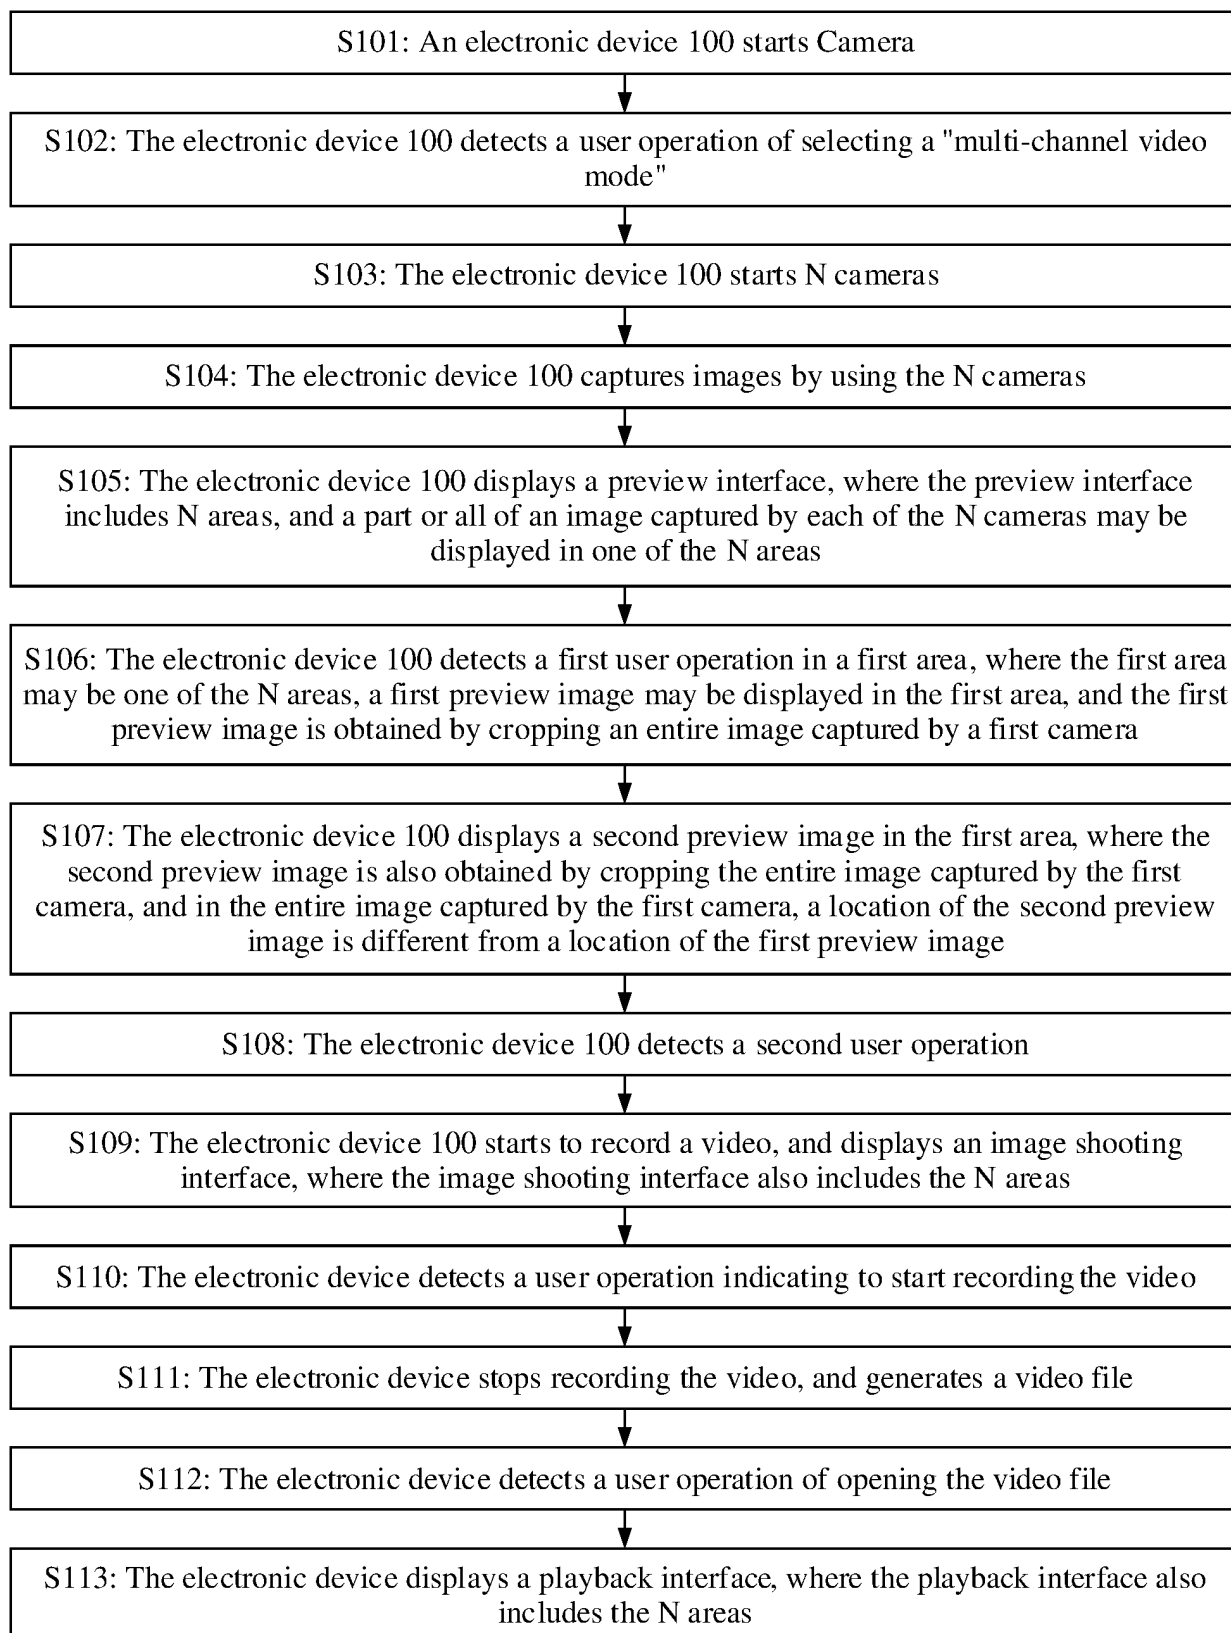 S101: An electronic device 100 starts Camera
S102: The electronic device 100 detects a user operation of selecting a "multi-channel video
mode"
S103: The electronic device 100 starts N cameras
S104: The electronic device 100 captures images by using the N cameras
S105: The electronic device 100 displays a preview interface, where the preview interface
includes N areas, and a part or all of an image captured by each of the N cameras may be
displayed in one of the N areas
S106: The electronic device 100 detects a first user operation in a first area, where the first area
may be one of the N areas, a first preview image may be displayed in the first area, and the first
preview image is obtained by cropping an entire image captured by a first camera
S107: The electronic device 100 displays a second preview image in the first area, where the
second preview image is also obtained by cropping the entire image captured by the first
camera, and in the entire image captured by the first camera, a location of the second preview
image is different from a location of the first preview image
S108: The electronic device 100 detects a second user operation
S109: The electronic device 100 starts to record a video, and displays an image shooting
interface, where the image shooting interface also includes the N areas
S110: The electronic device detects a user operation indicating to start recording the video
S111: The electronic device stops recording the video, and generates a video file
S112: The electronic device detects a user operation of opening the video file
S113: The electronic device displays a playback interface, where the playback interface also
includes the N areas